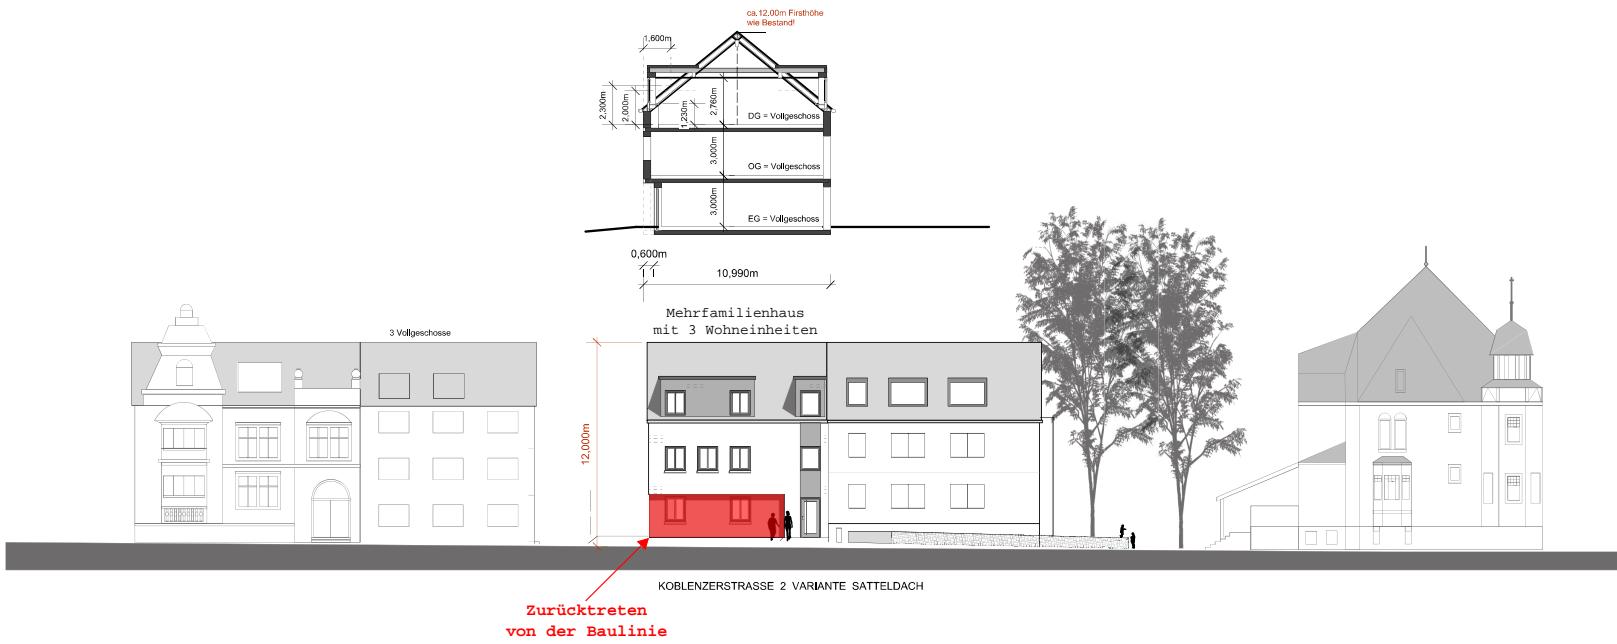 ca.12.00m Firsthöhe
wie Bestand!
1,600m
2,300m
2,000m
1,230m
2,760m
DG = Vollgeschoss
3,000m
OG = Vollgeschoss
3,000m
EG = Vollgeschoss
0,600m
10,990m
Mehrfamilienhaus
mit 3 Wohneinheiten
3 Vollgeschosse
12,000m
KOBLENZERSTRASSE 2 VARIANTE SATTELDACH
Zurücktreten
von der Baulinie